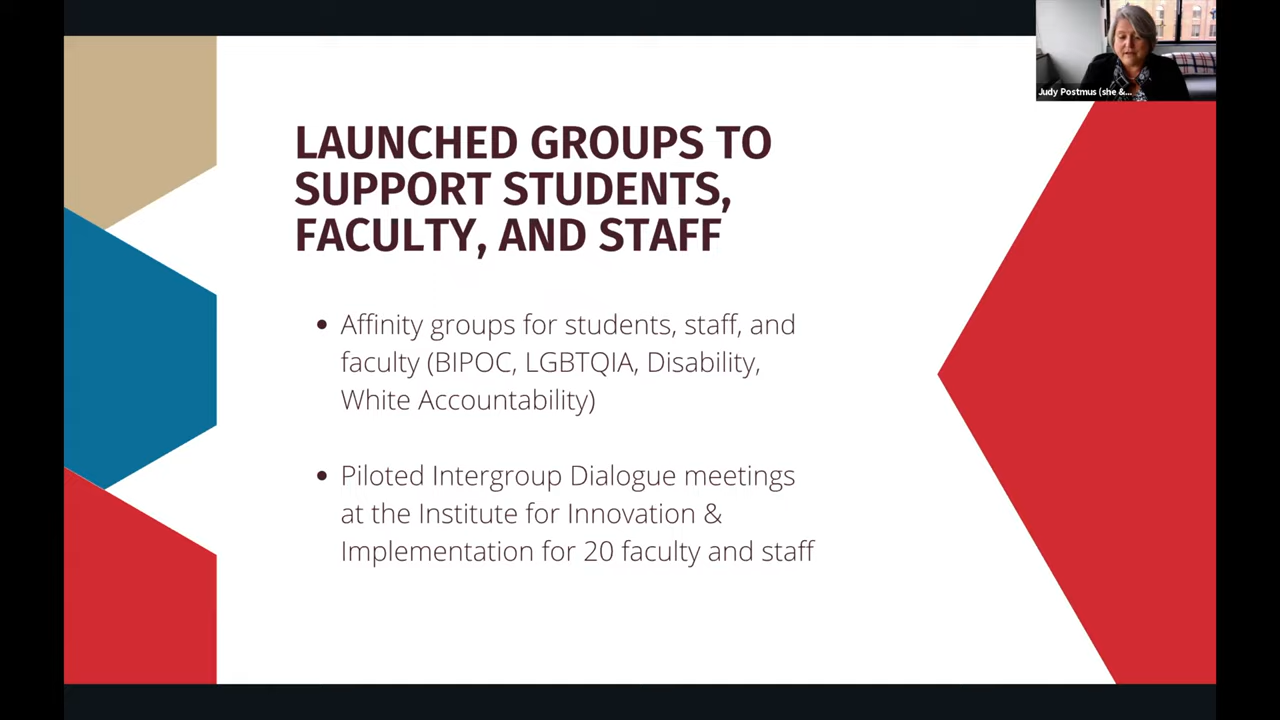 Judy Postmus (she &...
LAUNCHED GROUPS TO
SUPPORT STUDENTS,
FACULTY, AND STAFF
• Affinity groups for students, staff, and
faculty (BIPOC, LGBTQIA, Disability,
White Accountability)
• Piloted Intergroup Dialogue meetings
at the Institute for Innovation &
Implementation for 20 faculty and staff